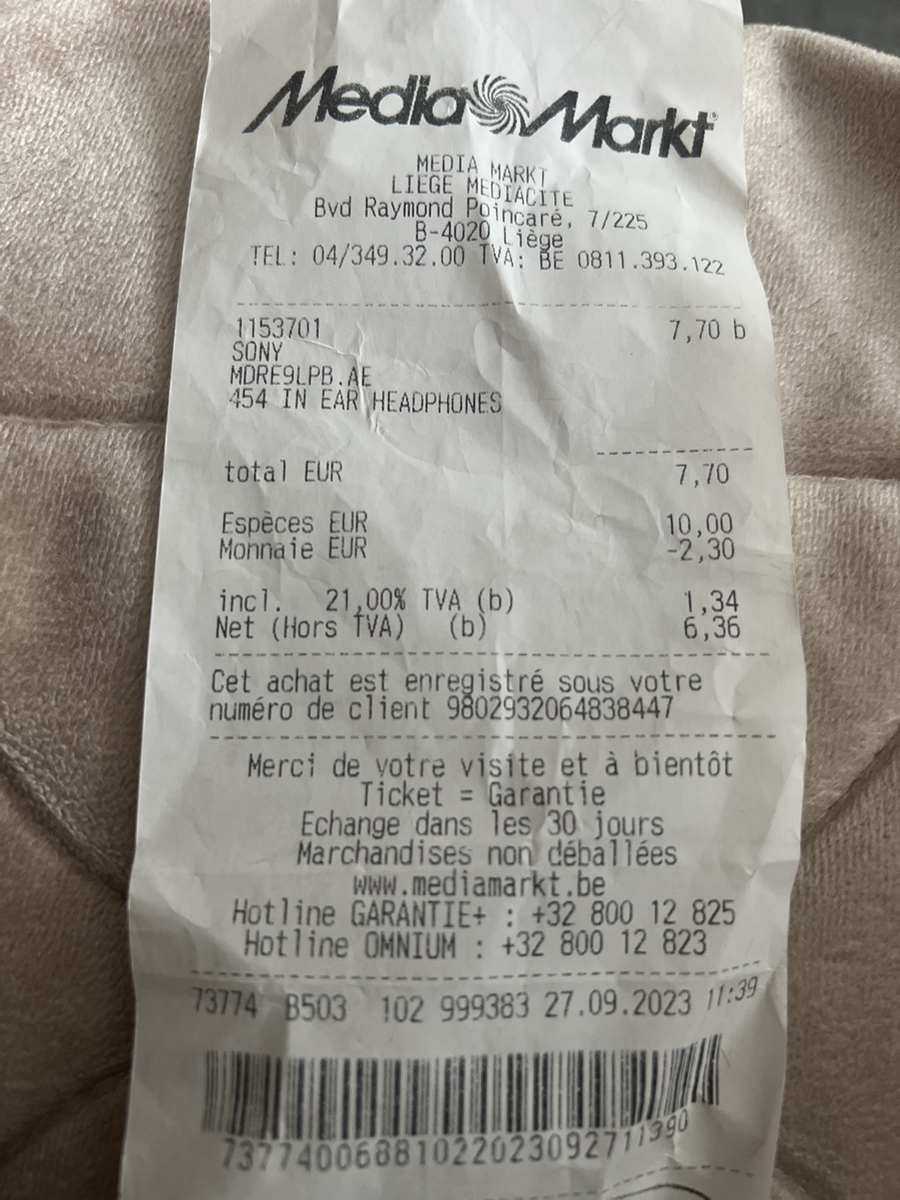 Media Markt
MEDIA MARKT
LIEGE MEDIACITE
Bvd Raymond Poincaré, 7/225
B-4020 Liège
TEL: 04/349.32.00 TVA: BE 0811.393.122
1153701 7,70 b
SONY
MDRE9LPB.AE
454 IN EAR HEADPHONES
total EUR 7,70
Espèces EUR 10,00
Monnaie EUR -2,30
incl. 21,00% TVA (b) 1,34
Net (Hors TVA) (b) 6,36
Cet achat est enregistré sous votre
numéro de client 9802932064838447
Merci de votre visite et à bientôt
Ticket = Garantie
Echange dans les 30 jours
Marchandises non déballées
www.mediamarkt.be
Hotline GARANTIE+ : +32 800 12 825
Hotline OMNIUM : +32 800 12 823
73774 B503 102 999383 27.09.2023 11:39
7377400688102202309271​1390